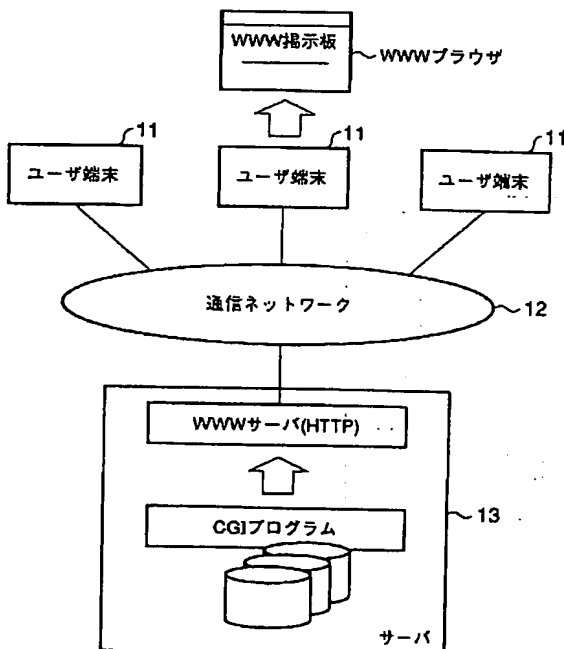 WWW掲示板
WWWブラウザ
11
11
11
ユーザ端末
ユーザ端末
ユーザ端末
通信ネットワーク
12
WWWサーバ(HTTP)
CGIプログラム
13
サーバ